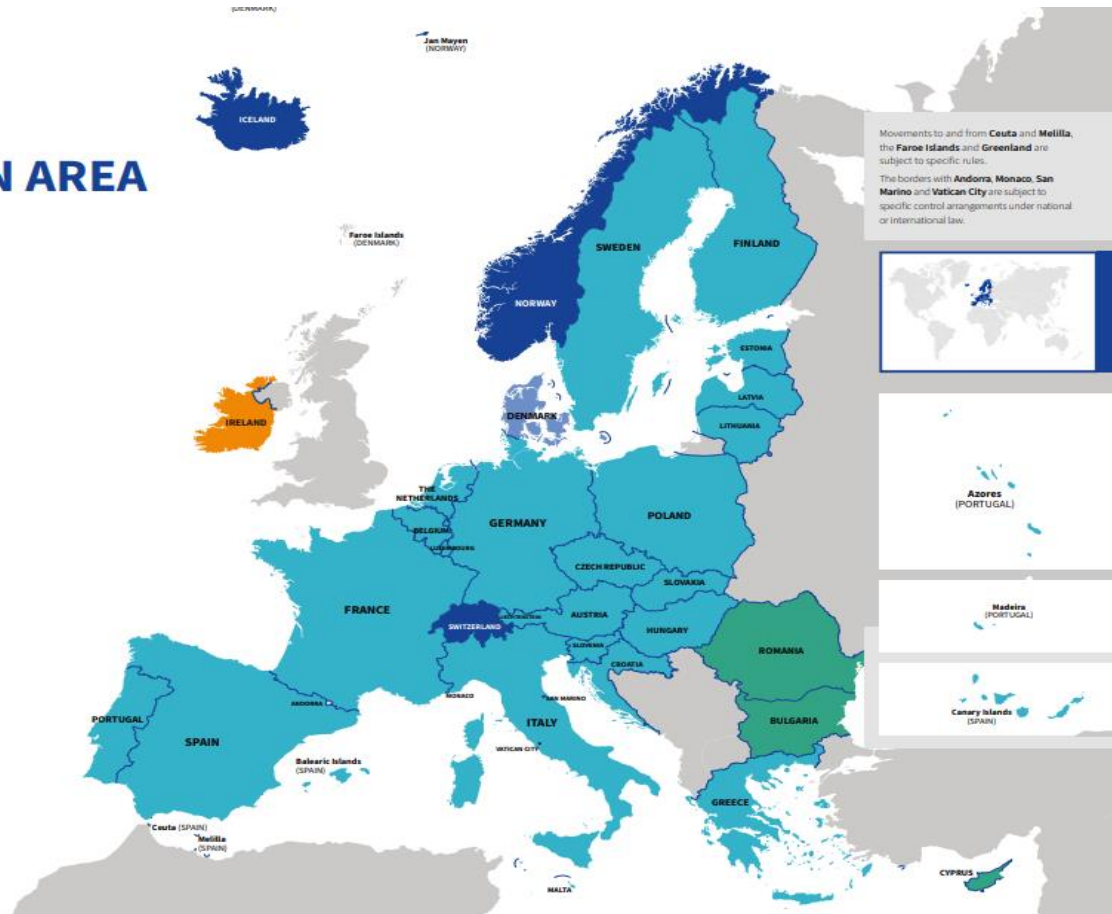 (DENMARK)
Jan Mayen
(NORWAY)
ICELAND
N AREA
Movements to and from Ceuta and Melilla,
the Faroe Islands and Greenland are
subject to specific rules.
The borders with Andorra, Monaco, San
Marino and Vatican City are subject to
specific control arrangements under national
or international law.
Faroe Islands
(DENMARK)
SWEDEN
FINLAND
NORWAY
ESTONIA
LATVIA
LITHUANIA
DENMARK
IRELAND
THE
NETHERLANDS
BELGIUM
LUXEMBOURG
GERMANY
POLAND
CZECH REPUBLIC
SLOVAKIA
Azores
(PORTUGAL)
FRANCE
SWITZERLAND
LIECHTENSTEIN
AUSTRIA
HUNGARY
SLOVENIA
CROATIA
ROMANIA
Madeira
(PORTUGAL)
MONACO
SAN MARINO
ANDORRA
PORTUGAL
SPAIN
ITALY
VATICAN CITY
BULGARIA
Canary Islands
(SPAIN)
Balearic Islands
(SPAIN)
GREECE
Ceuta (SPAIN)
Melilla
(SPAIN)
MALTA
CYPRUS